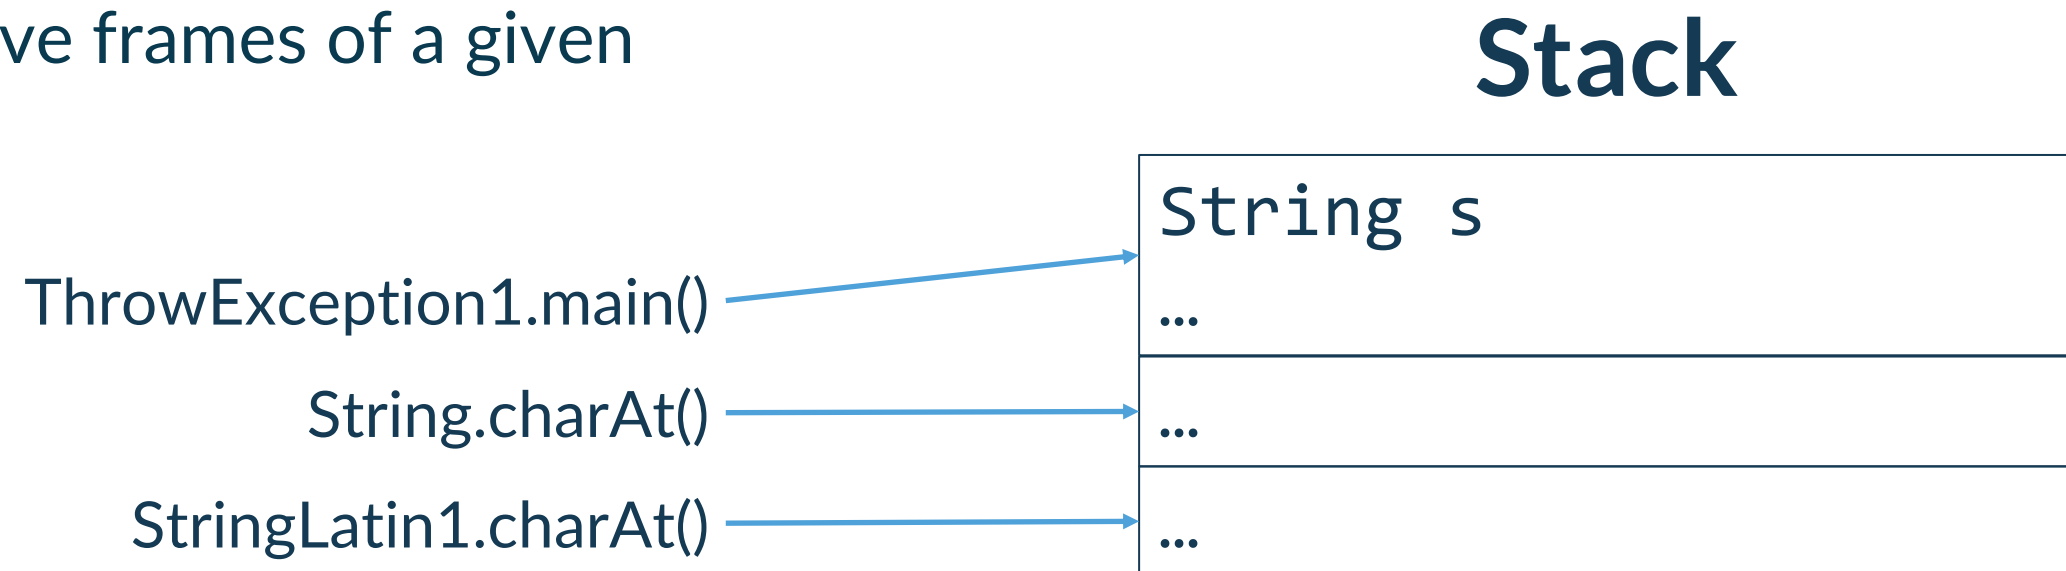 ve frames of a given
Stack
String s
ThrowException1.main()
…
String.charAt()
…
StringLatin1.charAt()
…